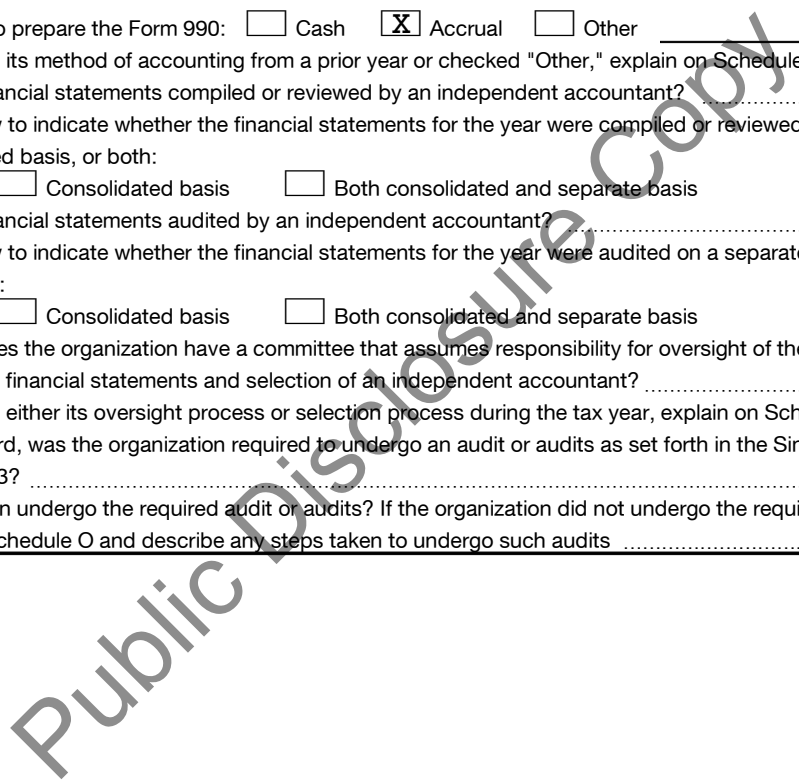 o prepare the Form 990: Cash X Accrual Other
its method of accounting from a prior year or checked "Other," explain on Schedule
ancial statements compiled or reviewed by an independent accountant?
y to indicate whether the financial statements for the year were compiled or reviewed
ed basis, or both:
Consolidated basis Both consolidated and separate basis
ancial statements audited by an independent accountant?
y to indicate whether the financial statements for the year were audited on a separate
:
Consolidated basis Both consolidated and separate basis
es the organization have a committee that assumes responsibility for oversight of the
financial statements and selection of an independent accountant?
either its oversight process or selection process during the tax year, explain on Sch
rd, was the organization required to undergo an audit or audits as set forth in the Sin
3?
n undergo the required audit or audits? If the organization did not undergo the requi
chedule O and describe any steps taken to undergo such audits
Public Disclosure Copy